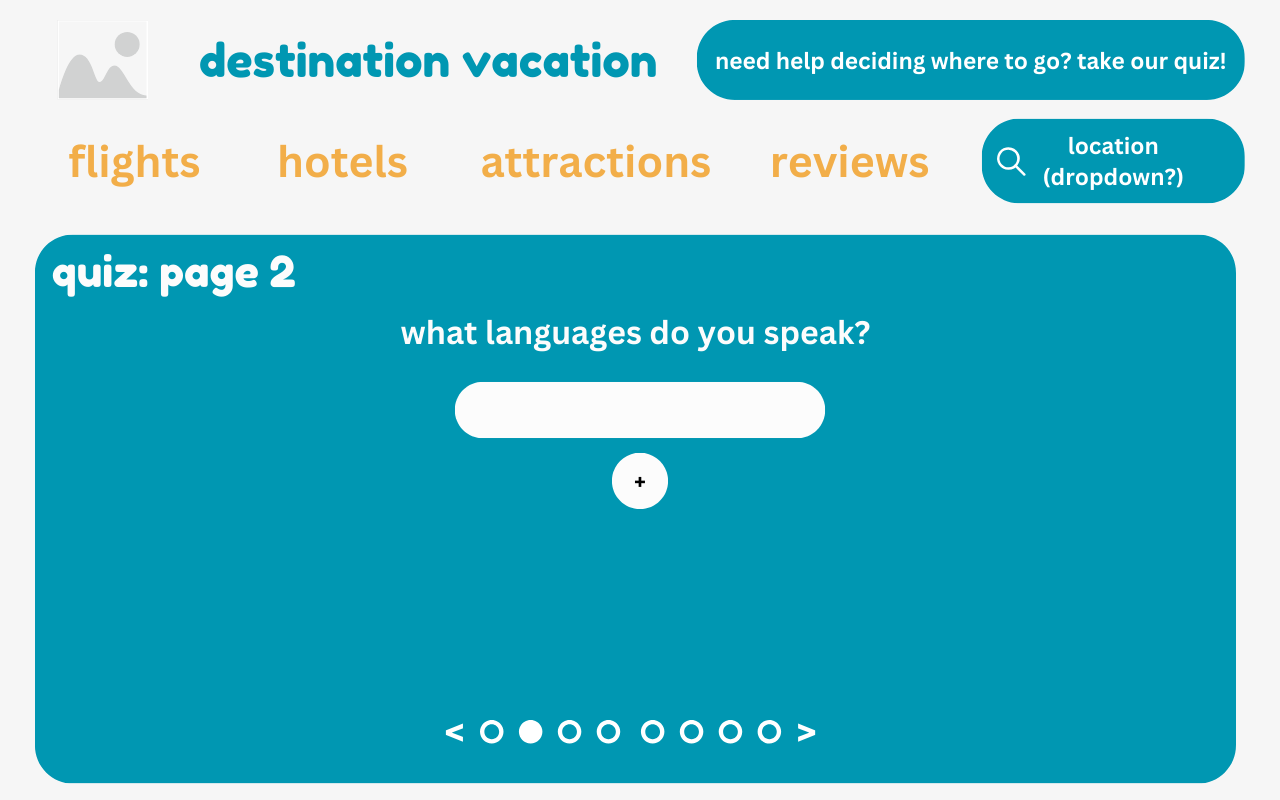 destination vacation
need help deciding where to go? take our quiz!
flights hotels attractions reviews
location
(dropdown?)
quiz: page 2
what languages do you speak?
+
< >